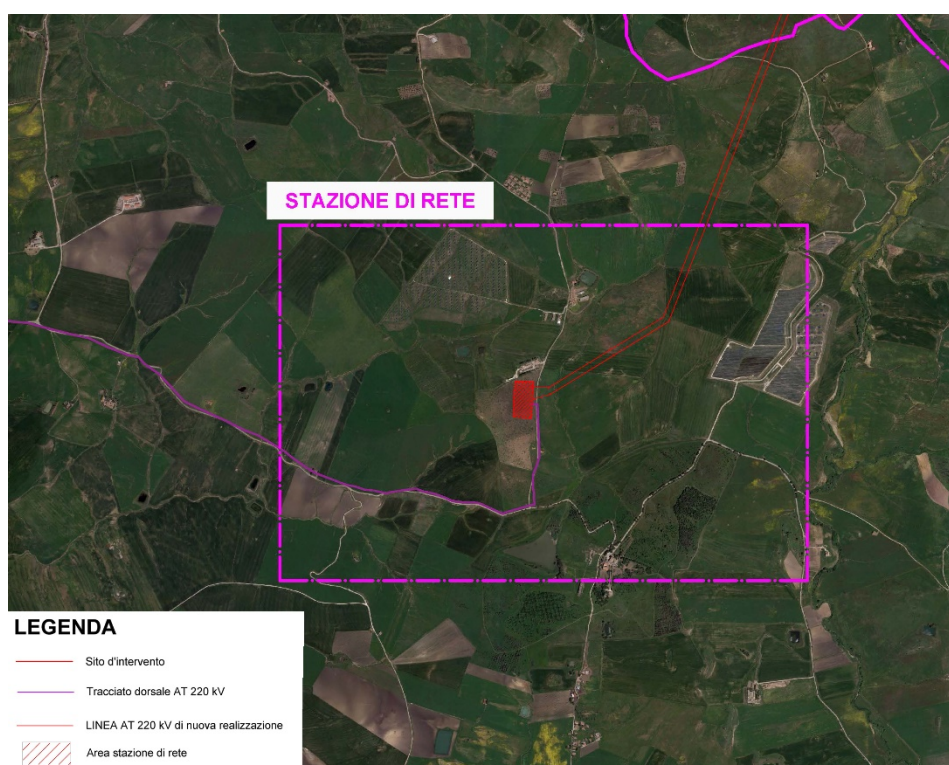 STAZIONE DI RETE
LEGENDA
Sito d'intervento
Tracciato dorsale AT 220 kV
LINEA AT 220 kV di nuova realizzazione
Area stazione di rete